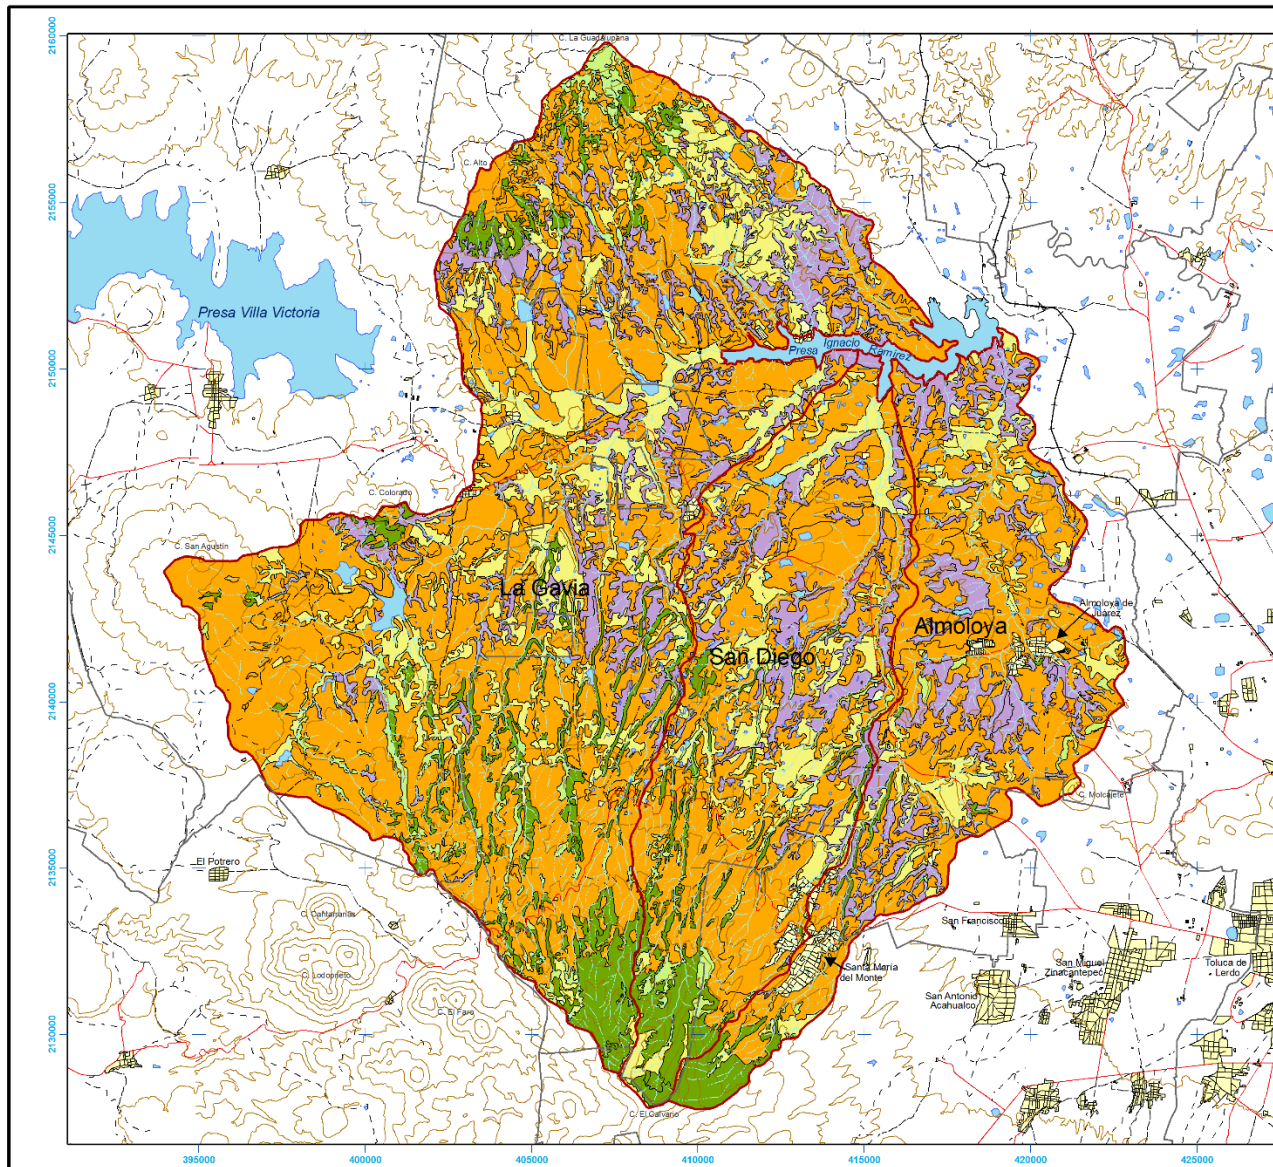 2160000
C. La Guadalupana
C. Alto
2155000
Presa Villa Victoria
Presa Ignacio Ramírez
2150000
C. Colorado
2145000
C. San Agustín
La Gavia
Almoloya de
Juárez
Almoloya
San Diego
2140000
C. Molcajete
El Potrero
2135000
C. Cantarranas
San Francisco
C. Lodoprieto
Santa María
del Monte
San Miguel
Zinacantepec
Toluca de
Lerdo
San Antonio
Acahualco
C. El Faro
2130000
C. El Calvario
395000
400000
405000
410000
415000
420000
425000